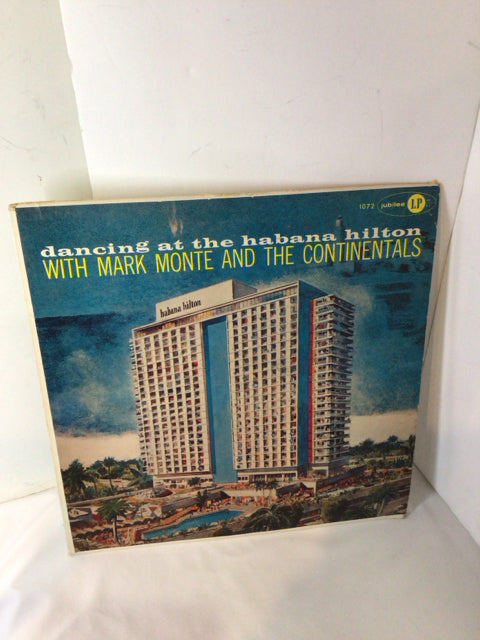 1072 jubilee LP
dancing at the habana hilton
WITH MARK MONTE AND THE CONTINENTALS
habana hilton